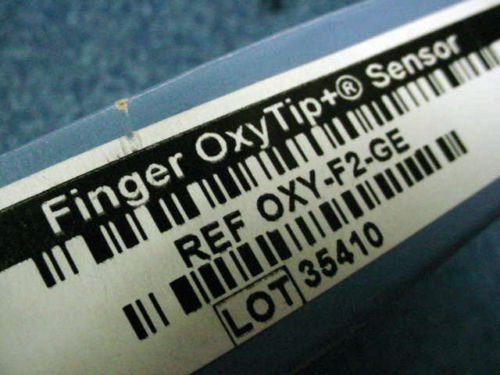 Finger OxyTip+® Sensor
REF OXY-F2-GE
LOT 35410